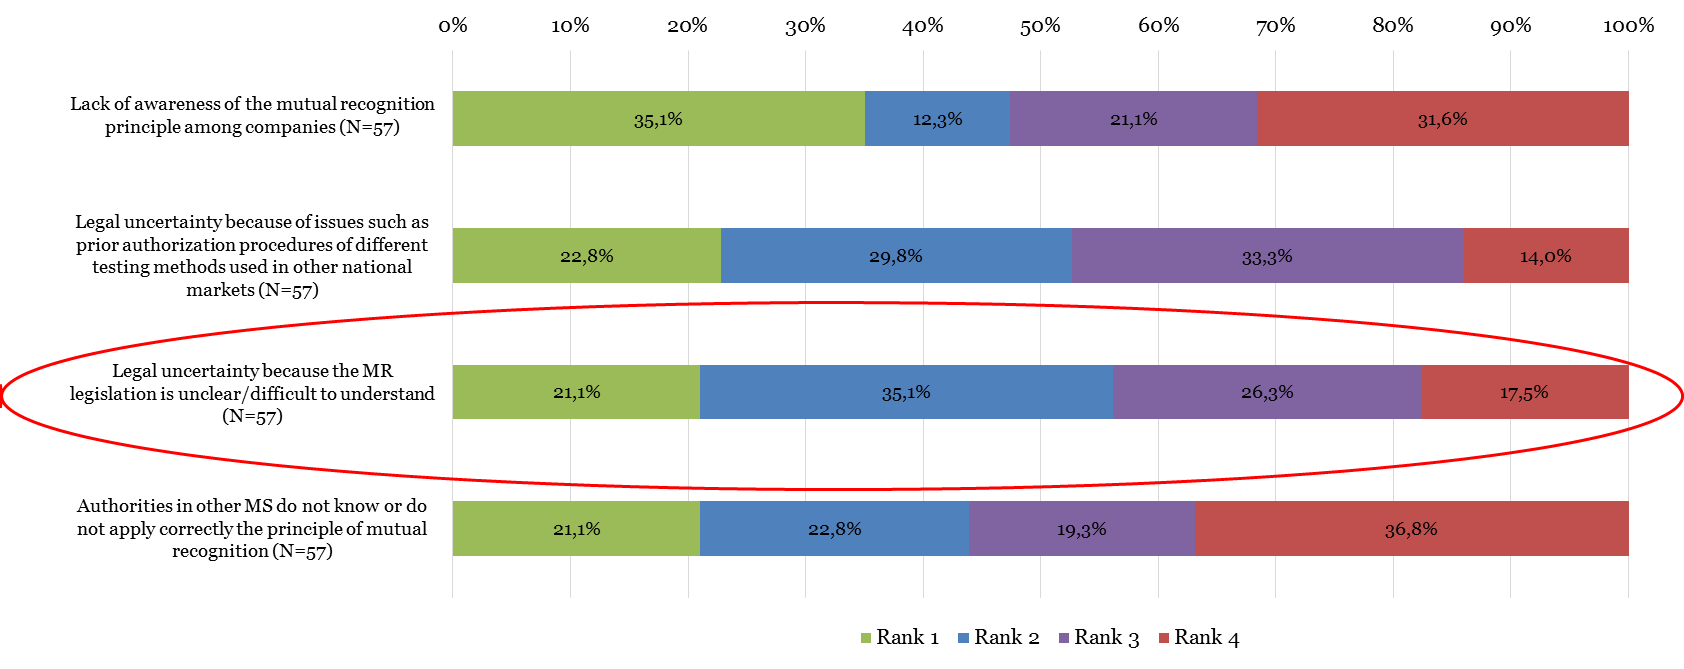 0% 10% 20% 30% 40% 50% 60% 70% 80% 90% 100%
Lack of awareness of the mutual recognition
principle among companies (N=57)
35,1% 12,3% 21,1% 31,6%
Legal uncertainty because of issues such as
prior authorization procedures of different
testing methods used in other national
markets (N=57)
22,8% 29,8% 33,3% 14,0%
Legal uncertainty because the MR
legislation is unclear/difficult to understand
(N=57)
21,1% 35,1% 26,3% 17,5%
Authorities in other MS do not know or do
not apply correctly the principle of mutual
recognition (N=57)
21,1% 22,8% 19,3% 36,8%
Rank 1 Rank 2 Rank 3 Rank 4